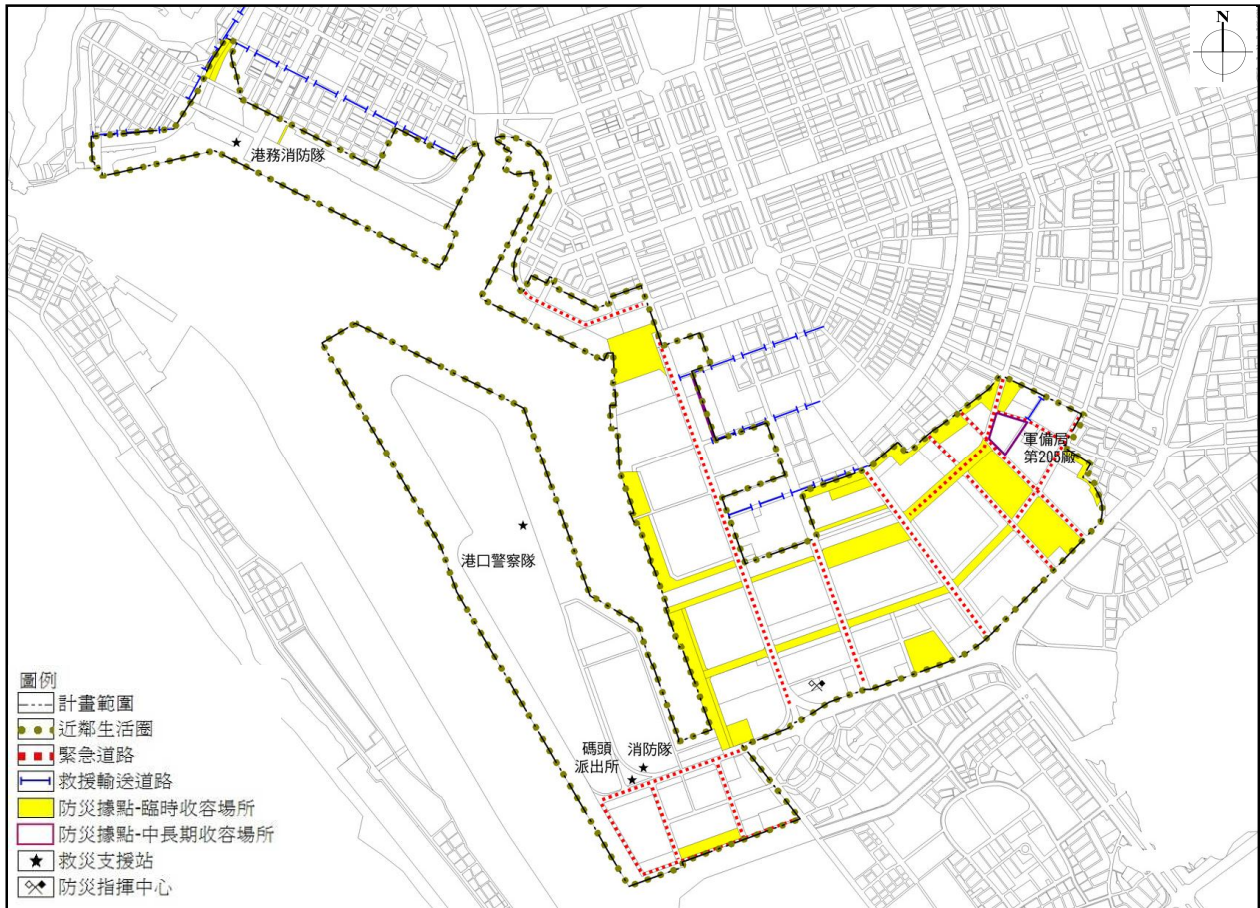 N
港務消防隊
軍備局
第205廠
港口警察隊
碼頭
派出所
消防隊
圖例
計畫範圍
近鄰生活圈
緊急道路
救援輸送道路
防災據點-臨時收容場所
防災據點-中長期收容場所
救災支援站
防災指揮中心